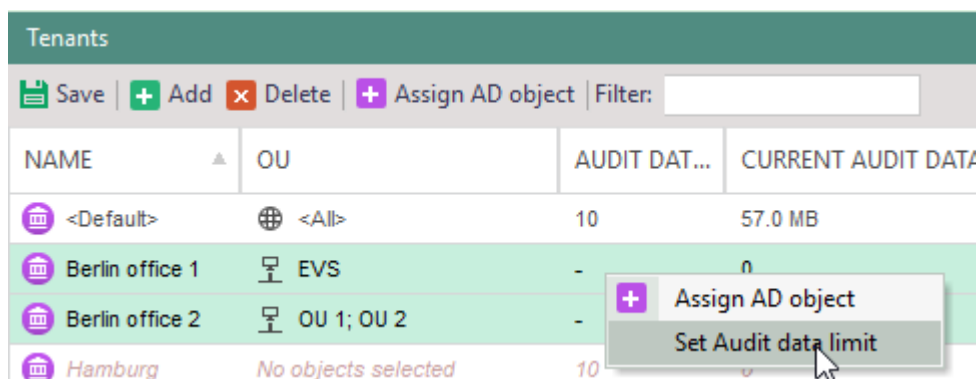 Tenants
Save Add Delete Assign AD object Filter:
NAME OU AUDIT DAT... CURRENT AUDIT DATA
<Default> <All> 10 57.0 MB
Berlin office 1 EVS - 0
Assign AD object
Berlin office 2 OU 1; OU 2 -
Set Audit data limit
Hamburg No objects selected 10 0